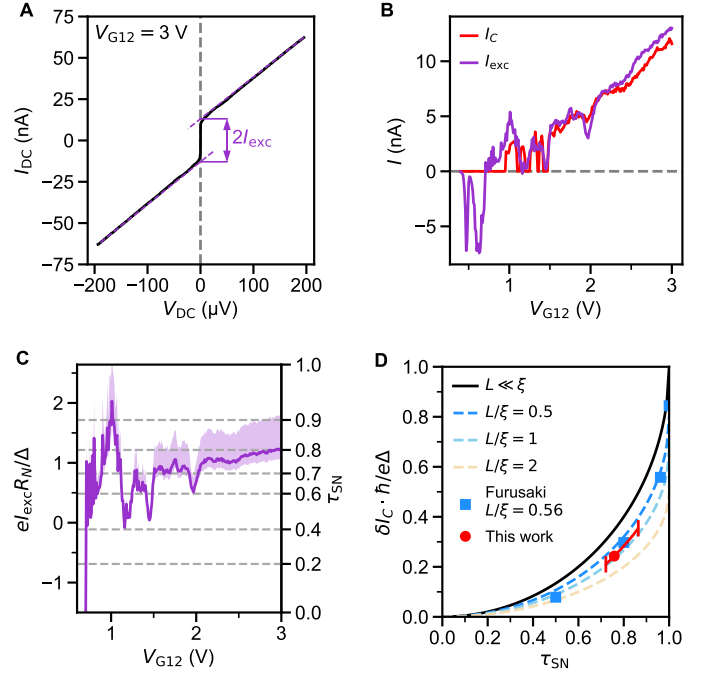 A
V_G12 = 3 V
I_DC (nA)
75
50
25
0
−25
−50
−75
2I_exc
−200
−100
0
100
200
V_DC (µV)
B
I_C
I_exc
I (nA)
10
5
0
−5
1
2
3
V_G12 (V)
C
eI_exc R_N/Δ
2
1
0
−1
1
2
3
V_G12 (V)
1.0
0.9
0.8
0.7
0.6
0.4
0.2
0.0
τ_SN
D
L ≪ ξ
L/ξ = 0.5
L/ξ = 1
L/ξ = 2
Furusaki
L/ξ = 0.56
This work
δI_C · ħ/eΔ
1.0
0.8
0.6
0.4
0.2
0.0
0.0
0.2
0.4
0.6
0.8
1.0
τ_SN